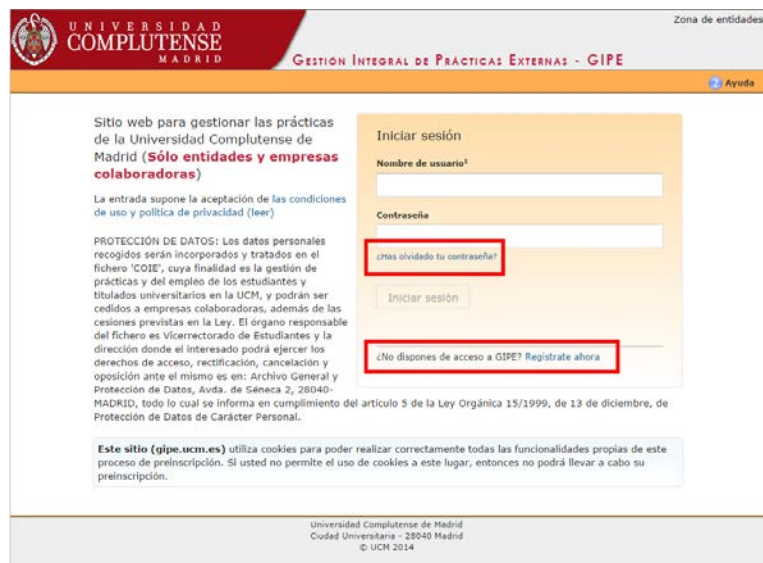 Zona de entidades
UNIVERSIDAD
COMPLUTENSE
MADRID
GESTIÓN INTEGRAL DE PRÁCTICAS EXTERNAS - GIPE
Ayuda
Sitio web para gestionar las prácticas
de la Universidad Complutense de
Madrid (Sólo entidades y empresas
colaboradoras)
La entrada supone la aceptación de las condiciones
de uso y política de privacidad (leer)
PROTECCIÓN DE DATOS: Los datos personales
recogidos serán incorporados y tratados en el
fichero 'COIE', cuya finalidad es la gestión de
prácticas y del empleo de los estudiantes y
titulados universitarios en la UCM, y podrán ser
cedidos a empresas colaboradoras, además de las
cesiones previstas en la Ley. El órgano responsable
del fichero es Vicerrectorado de Estudiantes y la
dirección donde el interesado podrá ejercer los
derechos de acceso, rectificación, cancelación y
oposición ante el mismo es en: Archivo General y
Protección de Datos, Avda. de Séneca 2, 28040-
MADRID, todo lo cual se informa en cumplimiento del artículo 5 de la Ley Orgánica 15/1999, de 13 de diciembre, de
Protección de Datos de Carácter Personal.
Iniciar sesión
Nombre de usuario¹
Contraseña
¿Has olvidado tu contraseña?
Iniciar sesión
¿No dispones de acceso a GIPE? Regístrate ahora
Este sitio (gipe.ucm.es) utiliza cookies para poder realizar correctamente todas las funcionalidades propias de este
proceso de preinscripción. Si usted no permite el uso de cookies a este lugar, entonces no podrá llevar a cabo su
preinscripción.
Universidad Complutense de Madrid
Ciudad Universitaria - 28040 Madrid
© UCM 2014